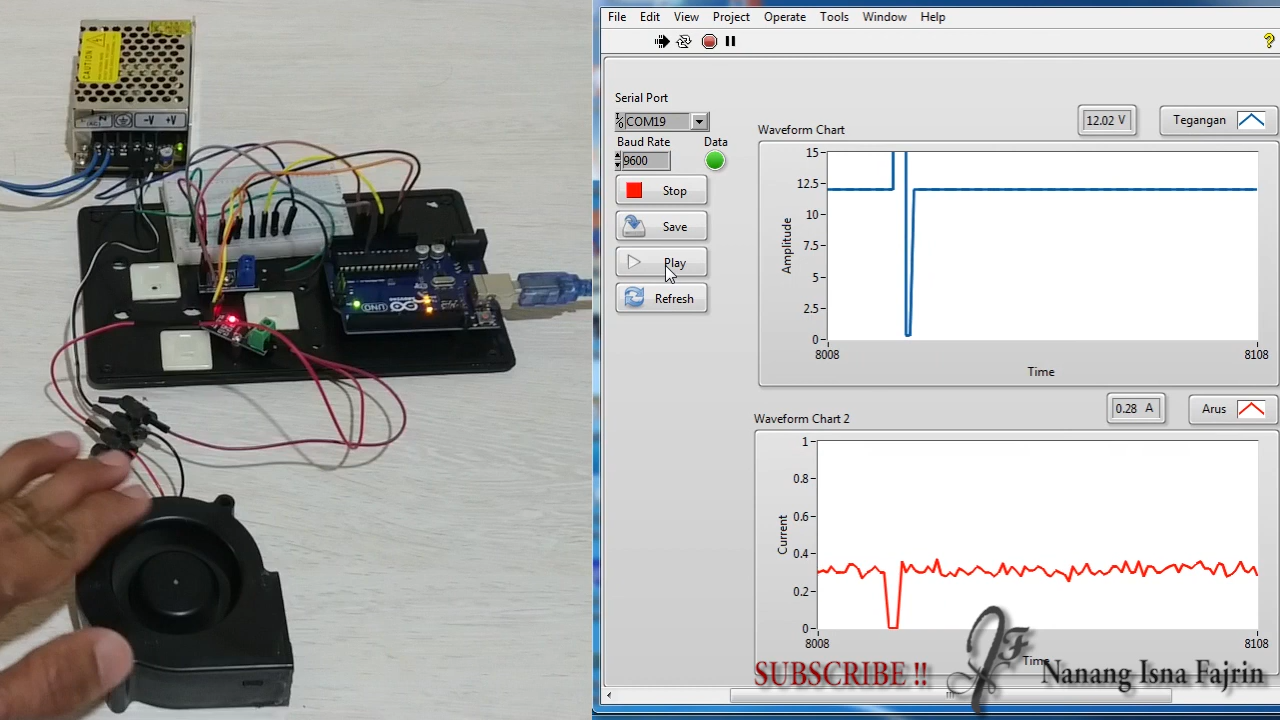 CAUTION
-V +V
UNO
File Edit View Project Operate Tools Window Help
Serial Port
COM19
Baud Rate
9600
Data
Stop
Save
Play
Refresh
Waveform Chart
12.02 V
Tegangan
Amplitude
15
12.5
10
7.5
5
2.5
0
8008
8108
Time
Waveform Chart 2
0.28 A
Arus
Current
1
0.8
0.6
0.4
0.2
0
8008
8108
Time
SUBSCRIBE !!
JF
Nanang Isna Fajrin